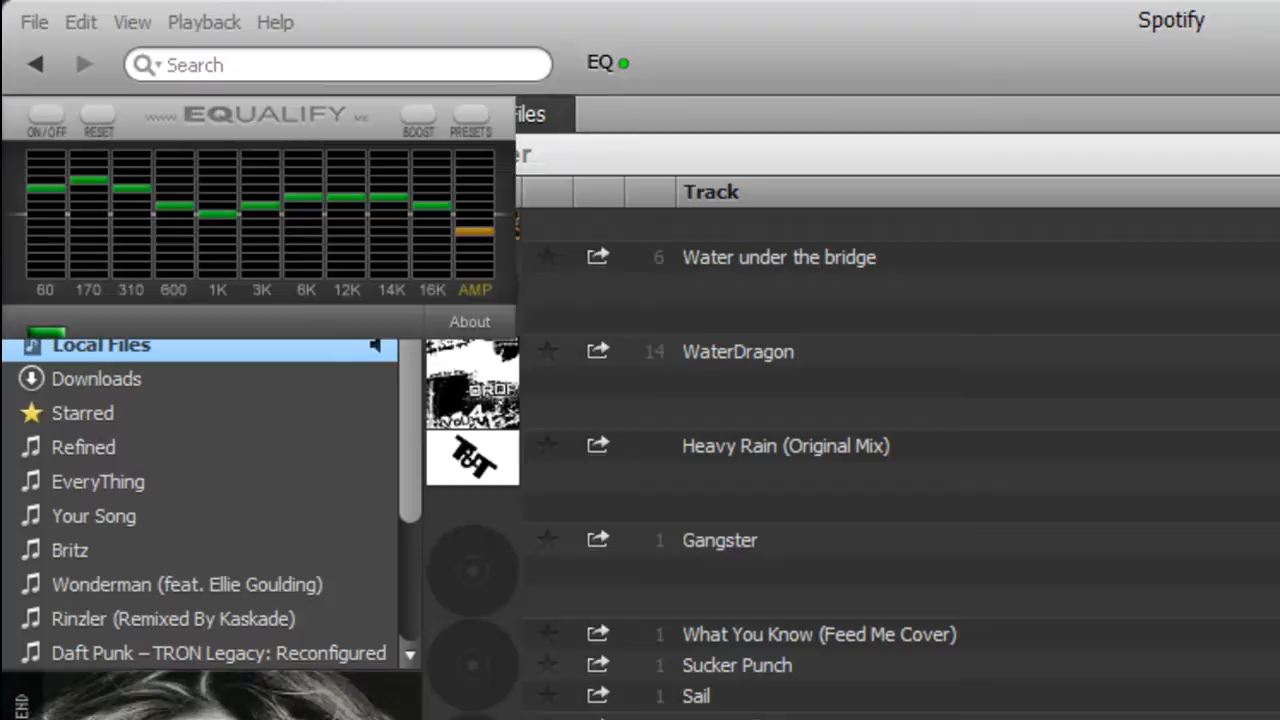 File Edit View Playback Help
Spotify
Search
EQ
www EQUALIFY
ON/OFF RESET BOOST PRESETS
60 170 310 600 1K 3K 6K 12K 14K 16K AMP
About
Track
Local Files
Downloads
Starred
Refined
EveryThing
Your Song
Britz
Wonderman (feat. Ellie Goulding)
Rinzler (Remixed By Kaskade)
Daft Punk – TRON Legacy: Reconfigured
6 Water under the bridge
14 WaterDragon
Heavy Rain (Original Mix)
1 Gangster
1 What You Know (Feed Me Cover)
1 Sucker Punch
1 Sail